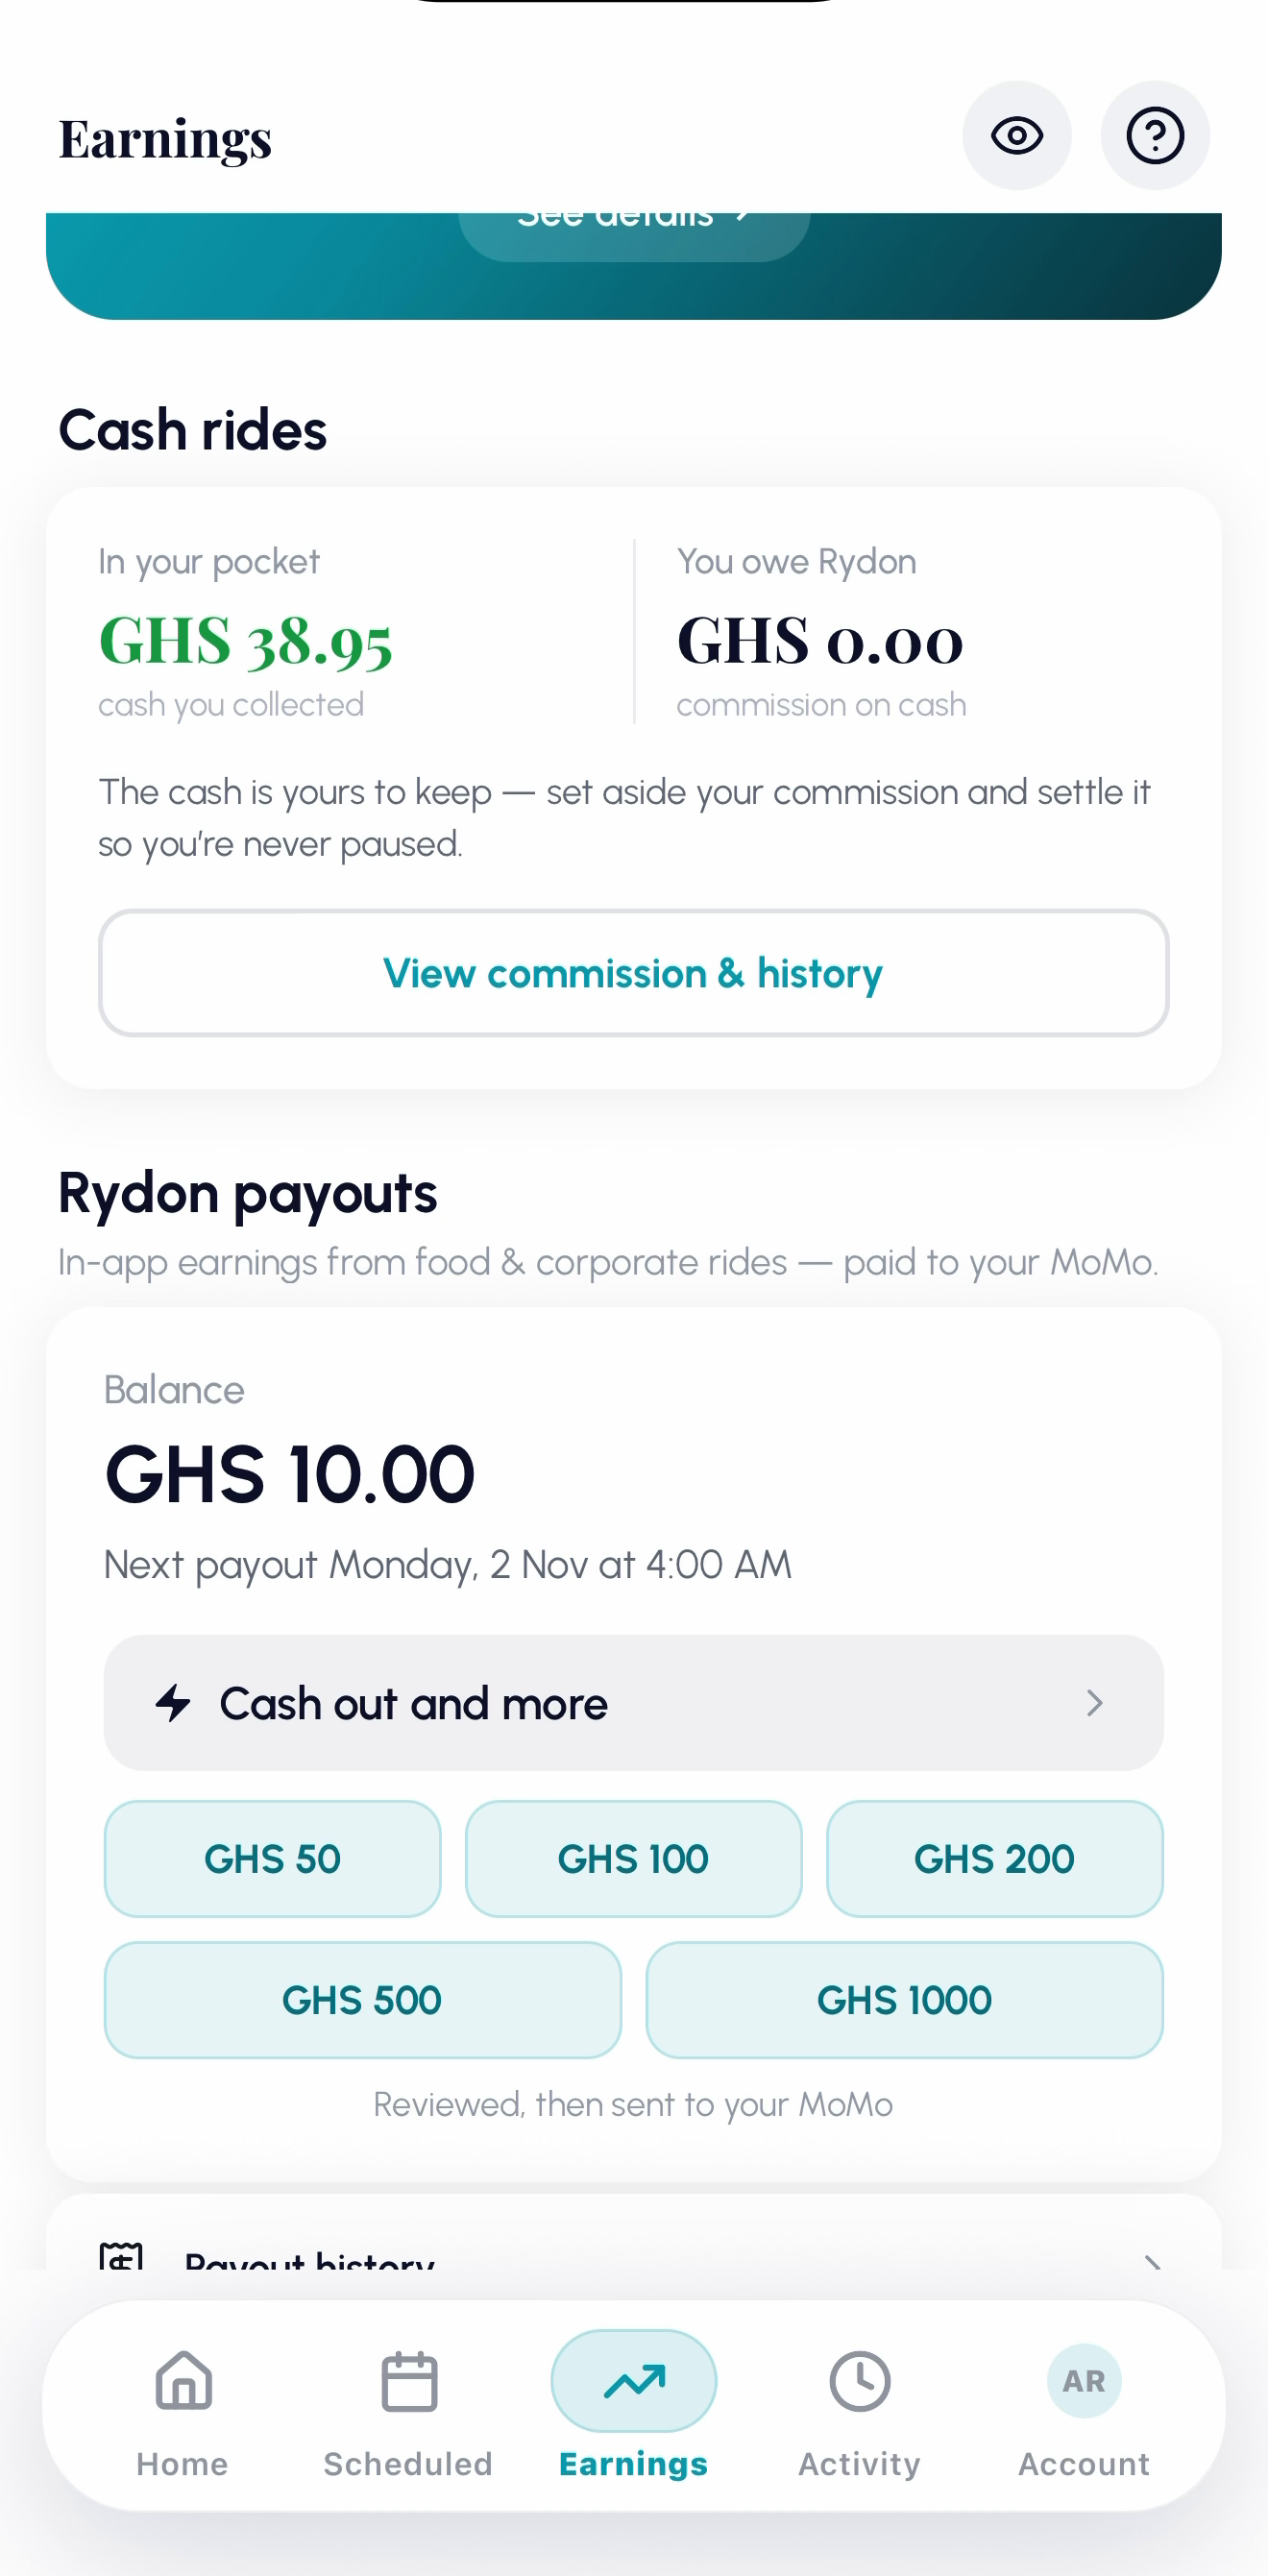 Earnings
See details
Cash rides
In your pocket
You owe Rydon
GHS 38.95
GHS 0.00
cash you collected
commission on cash
The cash is yours to keep — set aside your commission and settle it
so you're never paused.
View commission & history
Rydon payouts
In-app earnings from food & corporate rides — paid to your MoMo.
Balance
GHS 10.00
Next payout Monday, 2 Nov at 4:00 AM
Cash out and more
GHS 50
GHS 100
GHS 200
GHS 500
GHS 1000
Reviewed, then sent to your MoMo
Payout history
Home
Scheduled
Earnings
Activity
AR
Account